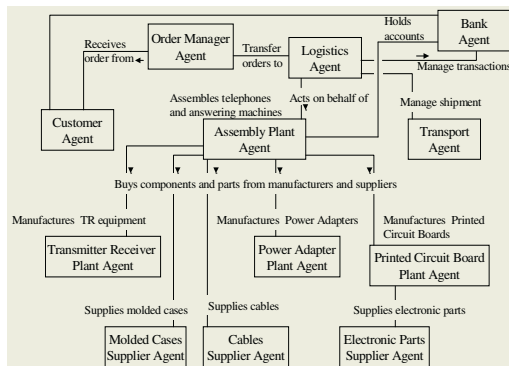 Holds
accounts
Bank
Agent
Order Manager
Agent
Receives
order from
Transfer
orders to
Logistics
Agent
Manage transactions
Assembles telephones
and answering machines
Acts on behalf of
Manage shipment
Customer
Agent
Assembly Plant
Agent
Transport
Agent
Buys components and parts from manufacturers and suppliers
Manufactures TR equipment
Manufactures Power Adapters
Manufactures Printed
Circuit Boards
Transmitter Receiver
Plant Agent
Power Adapter
Plant Agent
Printed Circuit Board
Plant Agent
Supplies molded cases
Supplies cables
Supplies electronic parts
Molded Cases
Supplier Agent
Cables
Supplier Agent
Electronic Parts
Supplier Agent